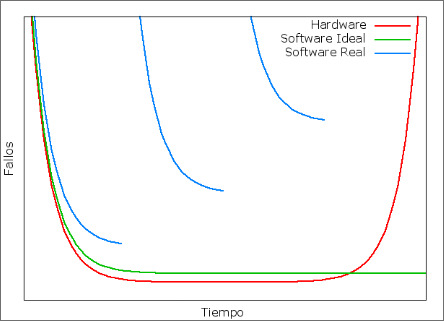 Hardware
Software Ideal
Software Real
Fallos
Tiempo